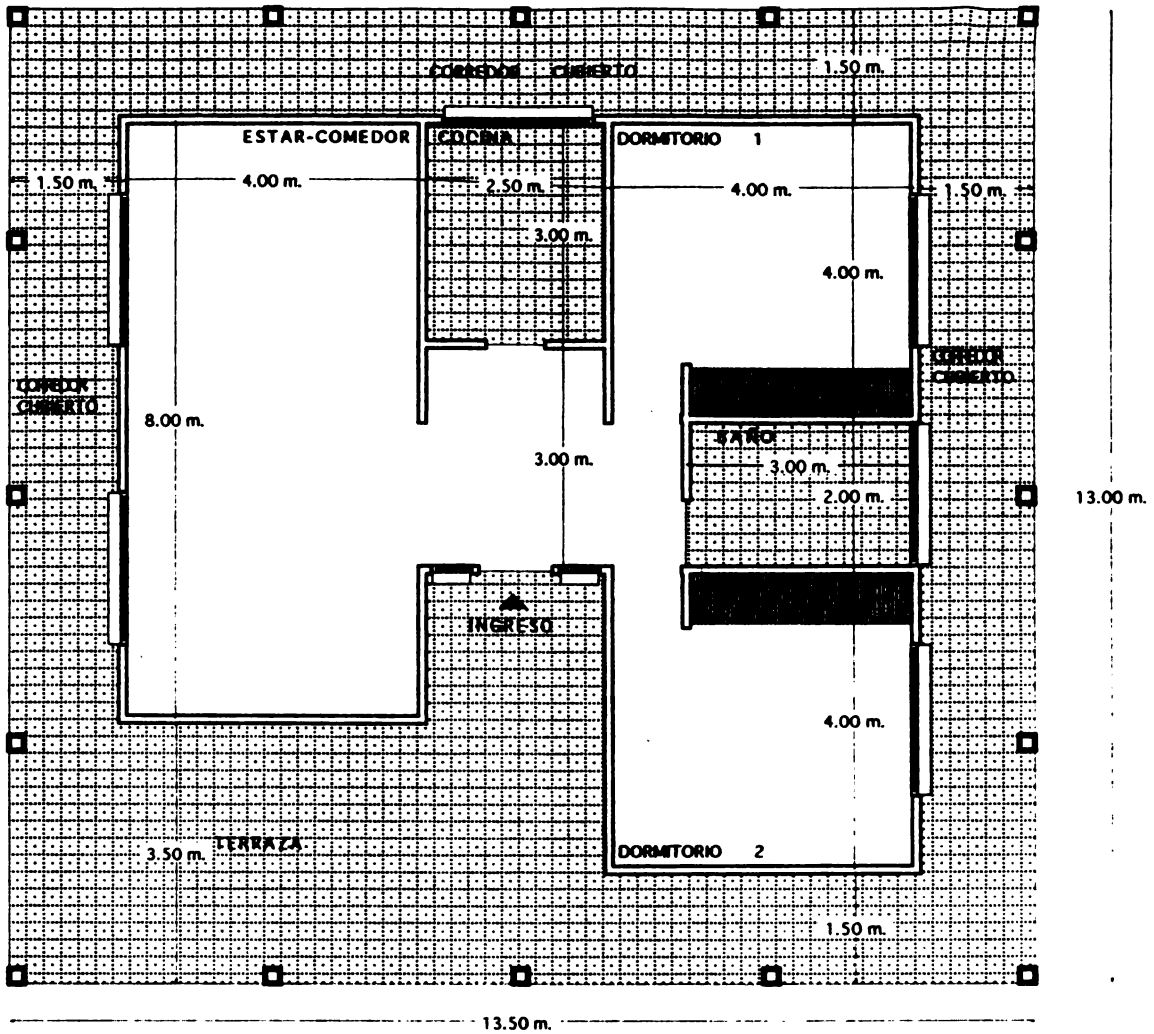 1.50 m.
CORREDOR CUBIERTO
ESTAR-COMEDOR
COCINA
DORMITORIO 1
1.50 m.
4.00 m.
2.50 m.
4.00 m.
1.50 m.
3.00 m.
4.00 m.
CORREDOR
CUBIERTO
CORREDOR
CUBIERTO
8.00 m.
BAÑO
3.00 m.
3.00 m.
2.00 m.
13.00 m.
INGRESO
4.00 m.
TERRAZA
3.50 m.
DORMITORIO 2
1.50 m.
13.50 m.